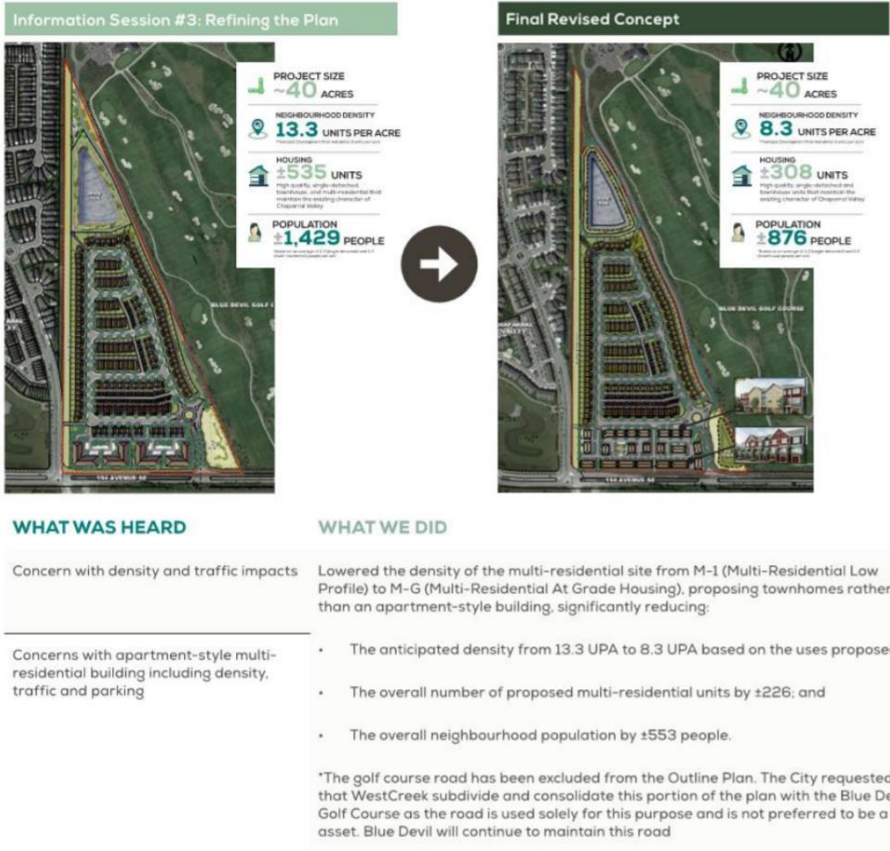 Information Session #3: Refining the Plan
PROJECT SIZE
~40 ACRES
NEIGHBOURHOOD DENSITY
13.3 UNITS PER ACRE
HOUSING
±535 UNITS
High quality, single-detached,
townhouse, and multi-residential that
maintain the existing character of
Chaparral Valley
POPULATION
±1,429 PEOPLE
BLUE DEVIL GOLF C
194 AVENUE SE
Final Revised Concept
PROJECT SIZE
~40 ACRES
NEIGHBOURHOOD DENSITY
8.3 UNITS PER ACRE
HOUSING
±308 UNITS
High quality, single-detached and
townhouse units that maintain the
existing character of Chaparral Valley
POPULATION
±876 PEOPLE
BLUE DEVIL GOLF COURSE
194 AVENUE SE
WHAT WAS HEARD
Concern with density and traffic impacts
Concerns with apartment-style multi-
residential building including density,
traffic and parking
WHAT WE DID
Lowered the density of the multi-residential site from M-1 (Multi-Residential Low
Profile) to M-G (Multi-Residential At Grade Housing), proposing townhomes rather
than an apartment-style building, significantly reducing:
• The anticipated density from 13.3 UPA to 8.3 UPA based on the uses propose
• The overall number of proposed multi-residential units by ±226; and
• The overall neighbourhood population by ±553 people.
*The golf course road has been excluded from the Outline Plan. The City requested
that WestCreek subdivide and consolidate this portion of the plan with the Blue De
Golf Course as the road is used solely for this purpose and is not preferred to be a
asset. Blue Devil will continue to maintain this road